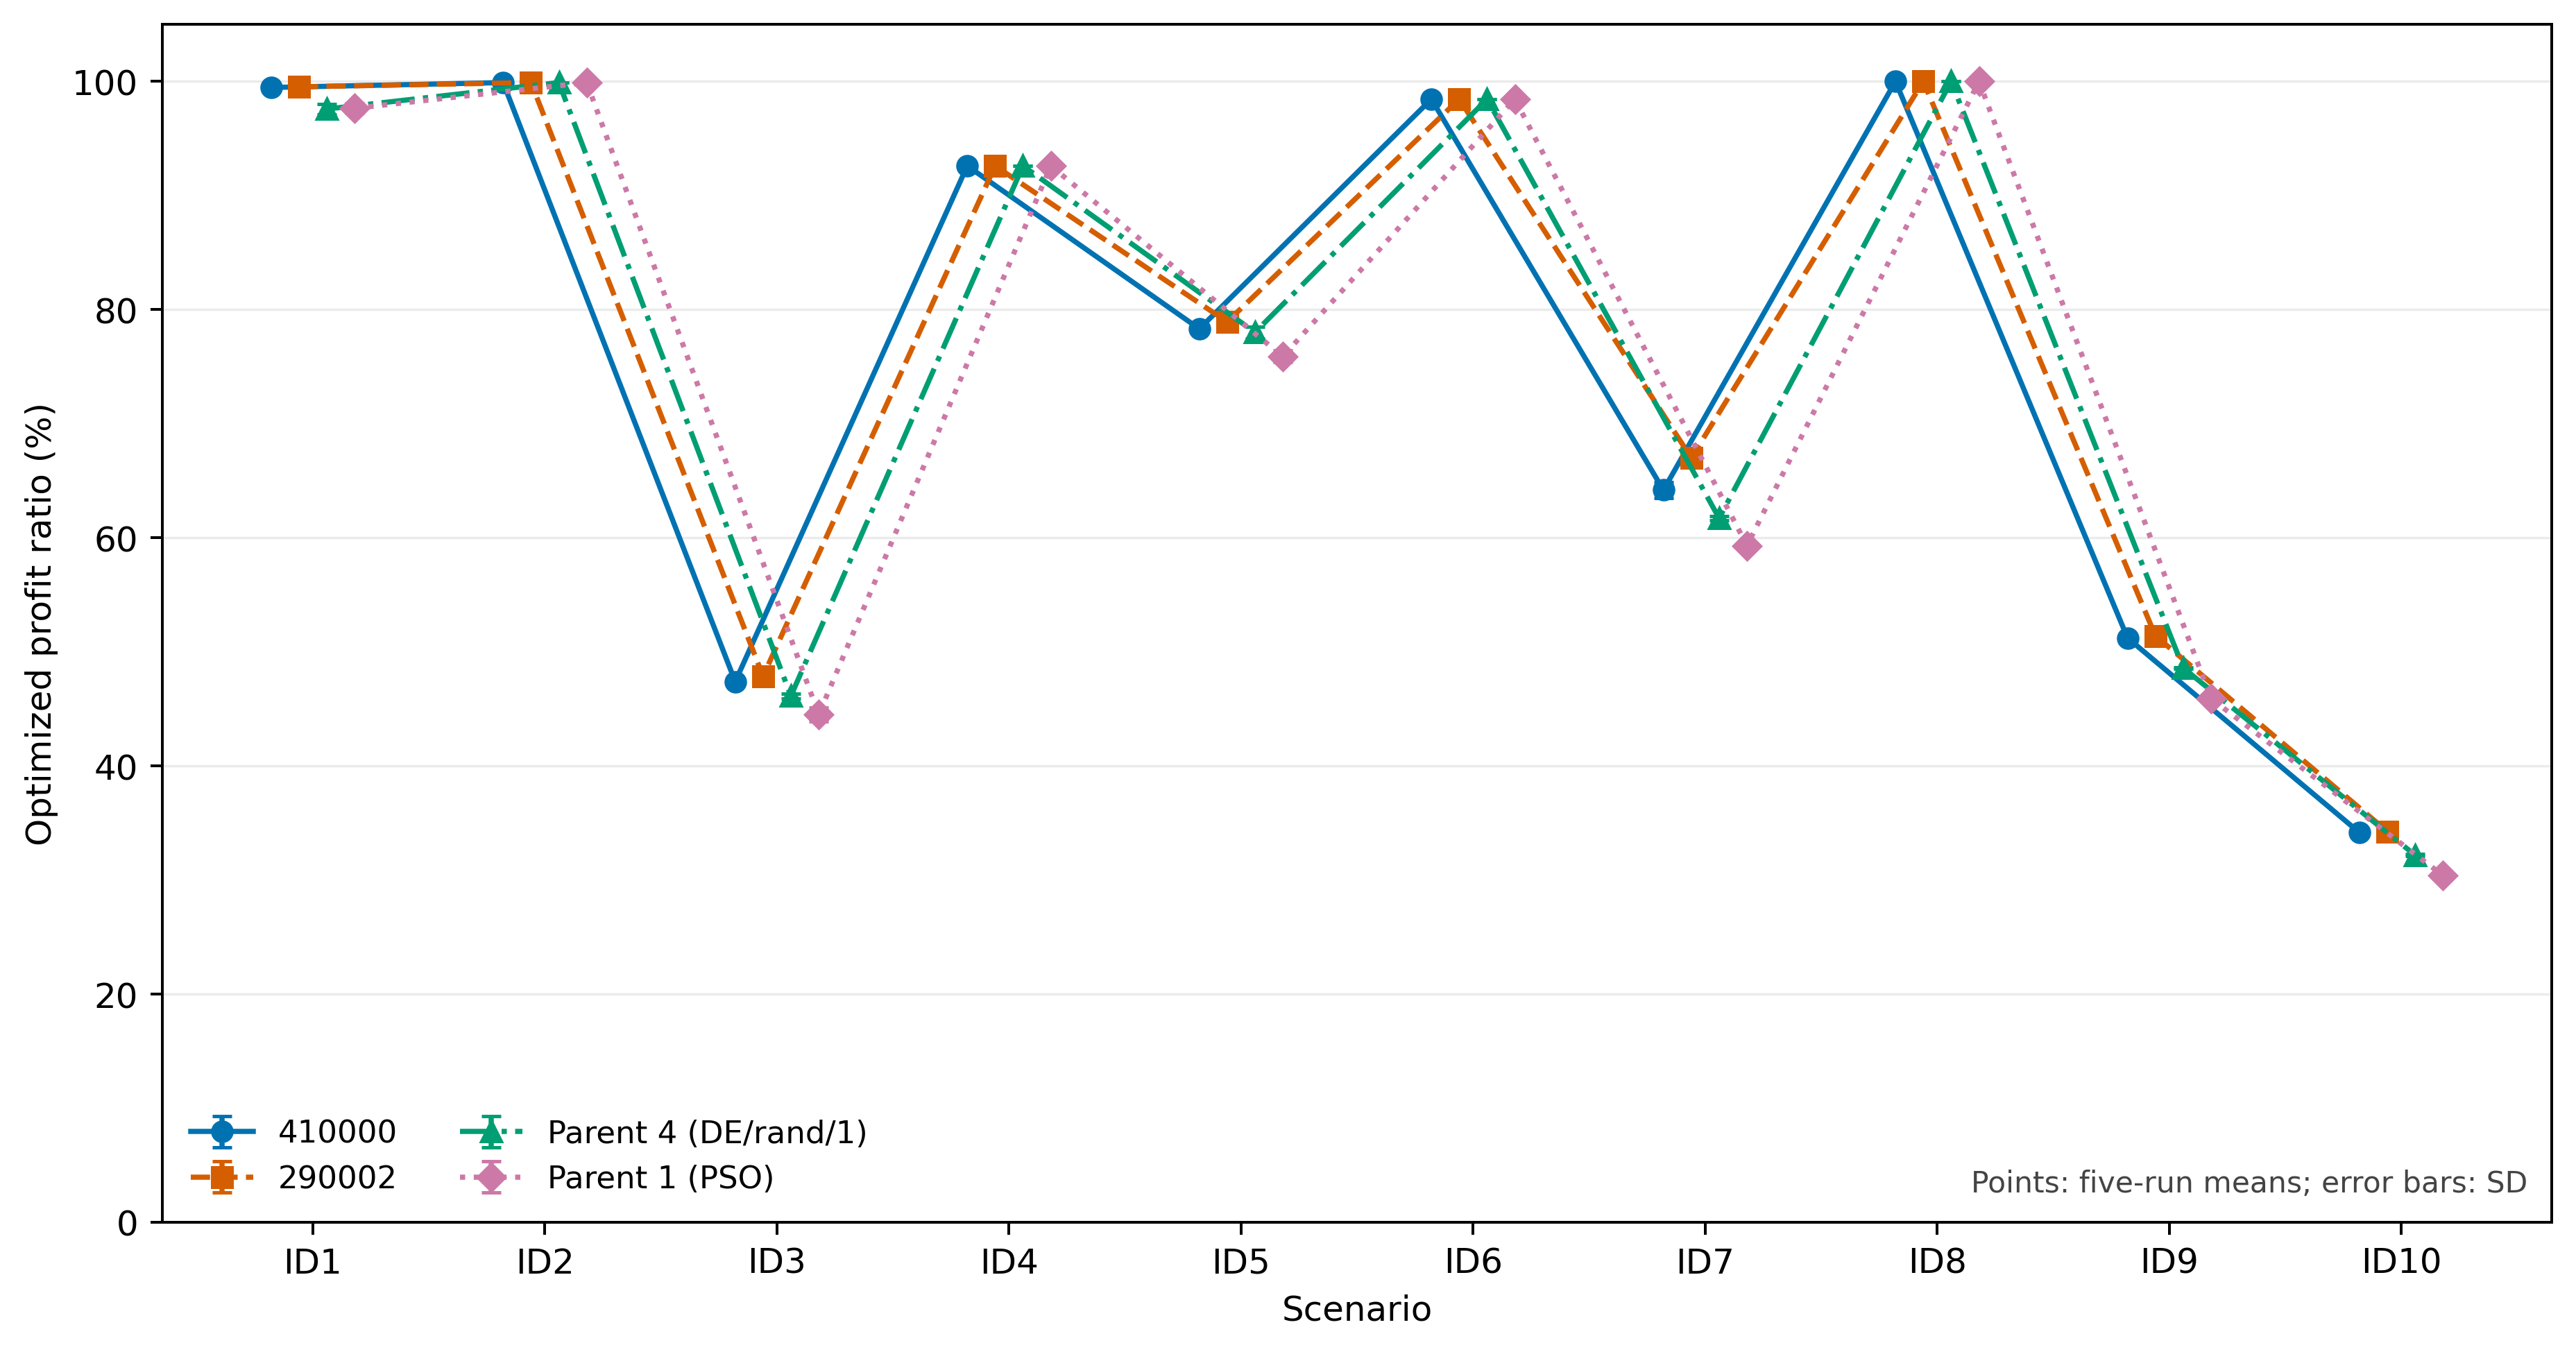 100
80
60
40
20
0
Optimized profit ratio (%)
410000
290002
Parent 4 (DE/rand/1)
Parent 1 (PSO)
Points: five-run means; error bars: SD
ID1 ID2 ID3 ID4 ID5 ID6 ID7 ID8 ID9 ID10
Scenario